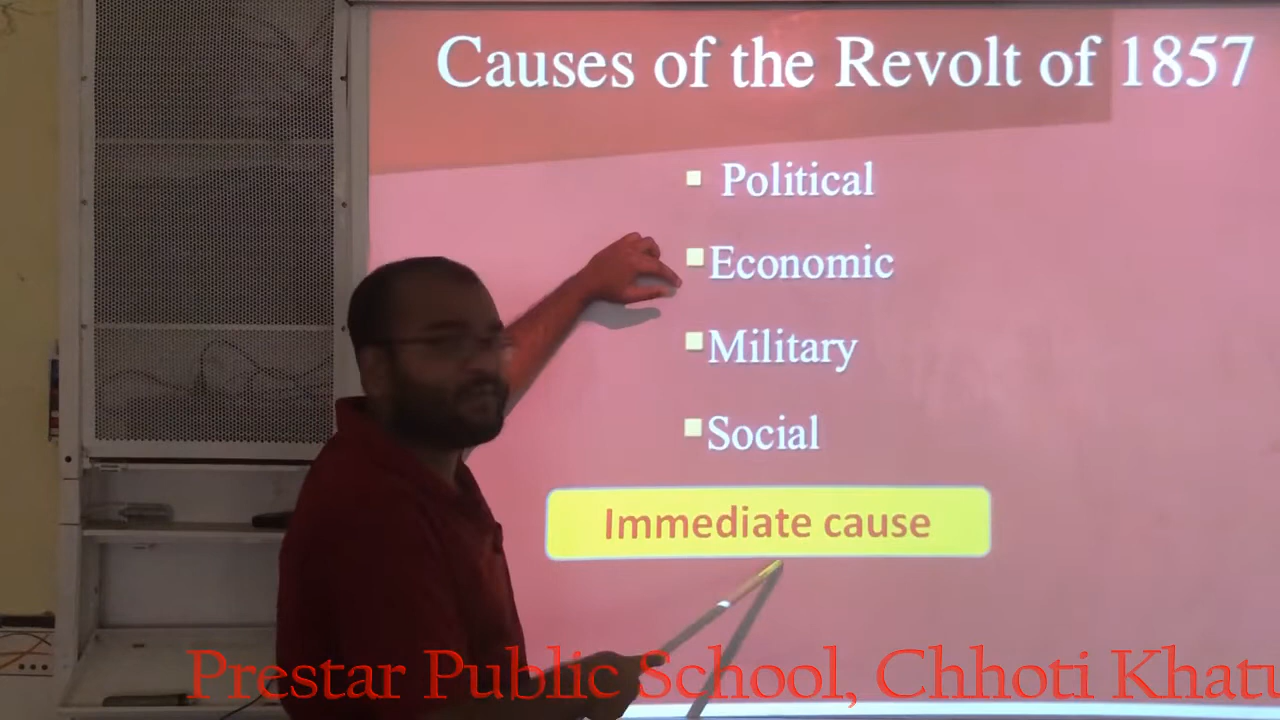 Causes of the Revolt of 1857
Political
Economic
Military
Social
Immediate cause
Prestar Public School, Chhoti Khatu